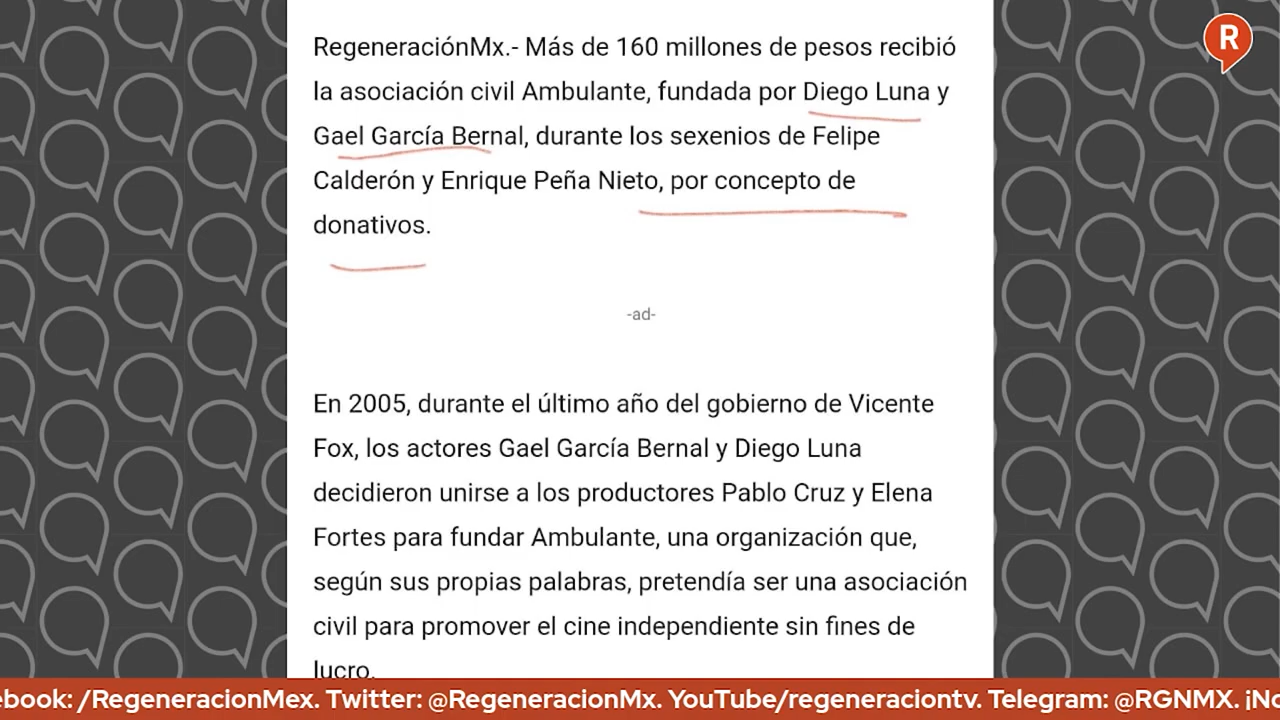 R
RegeneraciónMx.- Más de 160 millones de pesos recibió
la asociación civil Ambulante, fundada por Diego Luna y
Gael García Bernal, durante los sexenios de Felipe
Calderón y Enrique Peña Nieto, por concepto de
donativos.
-ad-
En 2005, durante el último año del gobierno de Vicente
Fox, los actores Gael García Bernal y Diego Luna
decidieron unirse a los productores Pablo Cruz y Elena
Fortes para fundar Ambulante, una organización que,
según sus propias palabras, pretendía ser una asociación
civil para promover el cine independiente sin fines de
lucro.
ebook: /RegeneracionMex. Twitter: @RegeneracionMx. YouTube/regeneraciontv. Telegram: @RGNMX. ¡No